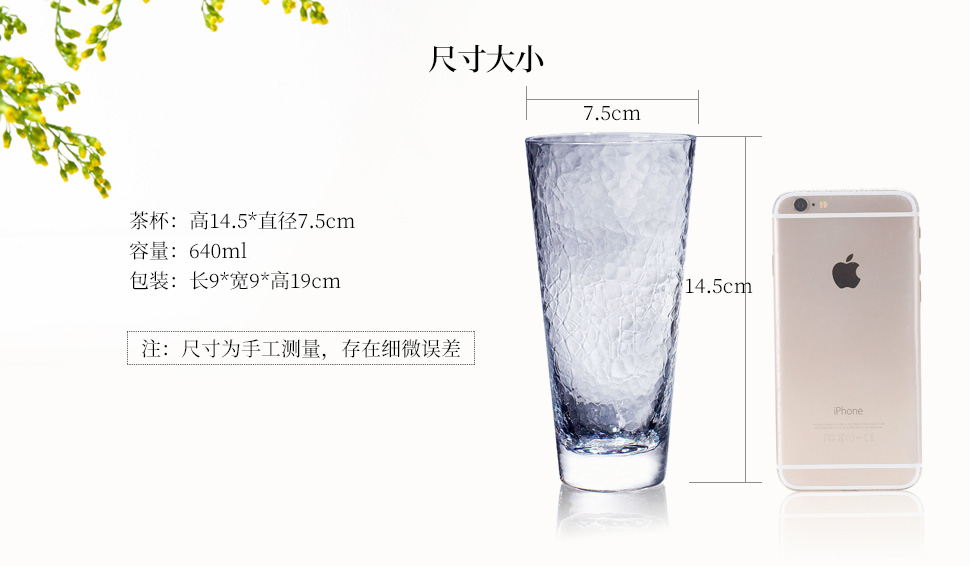 尺寸大小
7.5cm
茶杯：高14.5*直径7.5cm
容量：640ml
包装：长9*宽9*高19cm
14.5cm
注：尺寸为手工测量，存在细微误差
iPhone